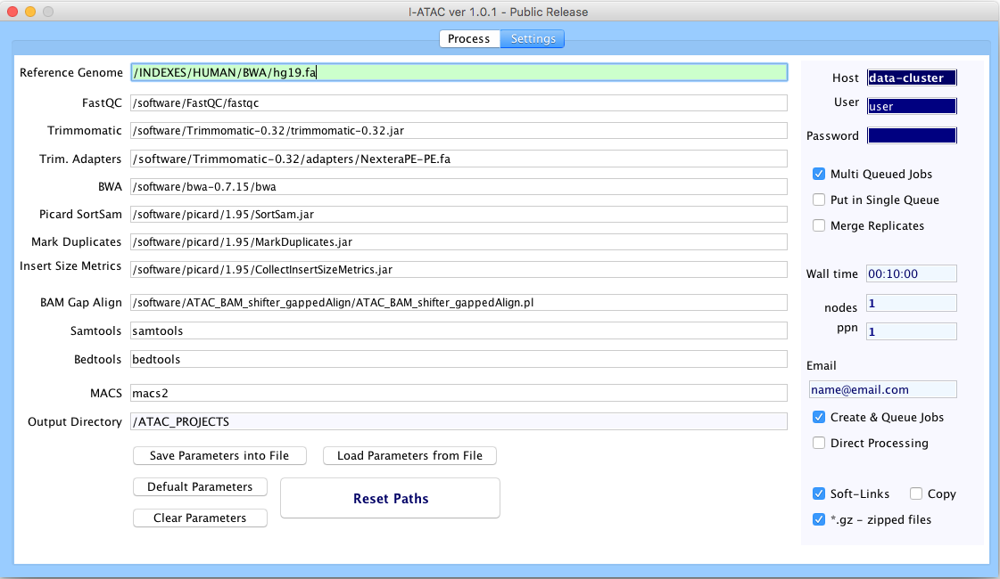 I-ATAC ver 1.0.1 - Public Release
Process Settings
Reference Genome /INDEXES/HUMAN/BWA/hg19.fa
FastQC /software/FastQC/fastqc
Trimmomatic /software/Trimmomatic-0.32/trimmomatic-0.32.jar
Trim. Adapters /software/Trimmomatic-0.32/adapters/NexteraPE-PE.fa
BWA /software/bwa-0.7.15/bwa
Picard SortSam /software/picard/1.95/SortSam.jar
Mark Duplicates /software/picard/1.95/MarkDuplicates.jar
Insert Size Metrics /software/picard/1.95/CollectInsertSizeMetrics.jar
BAM Gap Align /software/ATAC_BAM_shifter_gappedAlign/ATAC_BAM_shifter_gappedAlign.pl
Samtools samtools
Bedtools bedtools
MACS macs2
Output Directory /ATAC_PROJECTS
Save Parameters into File Load Parameters from File
Defualt Parameters
Reset Paths
Clear Parameters
Host data-cluster
User user
Password
Multi Queued Jobs
Put in Single Queue
Merge Replicates
Wall time 00:10:00
nodes 1
ppn 1
Email
name@email.com
Create & Queue Jobs
Direct Processing
Soft-Links Copy
*.gz - zipped files